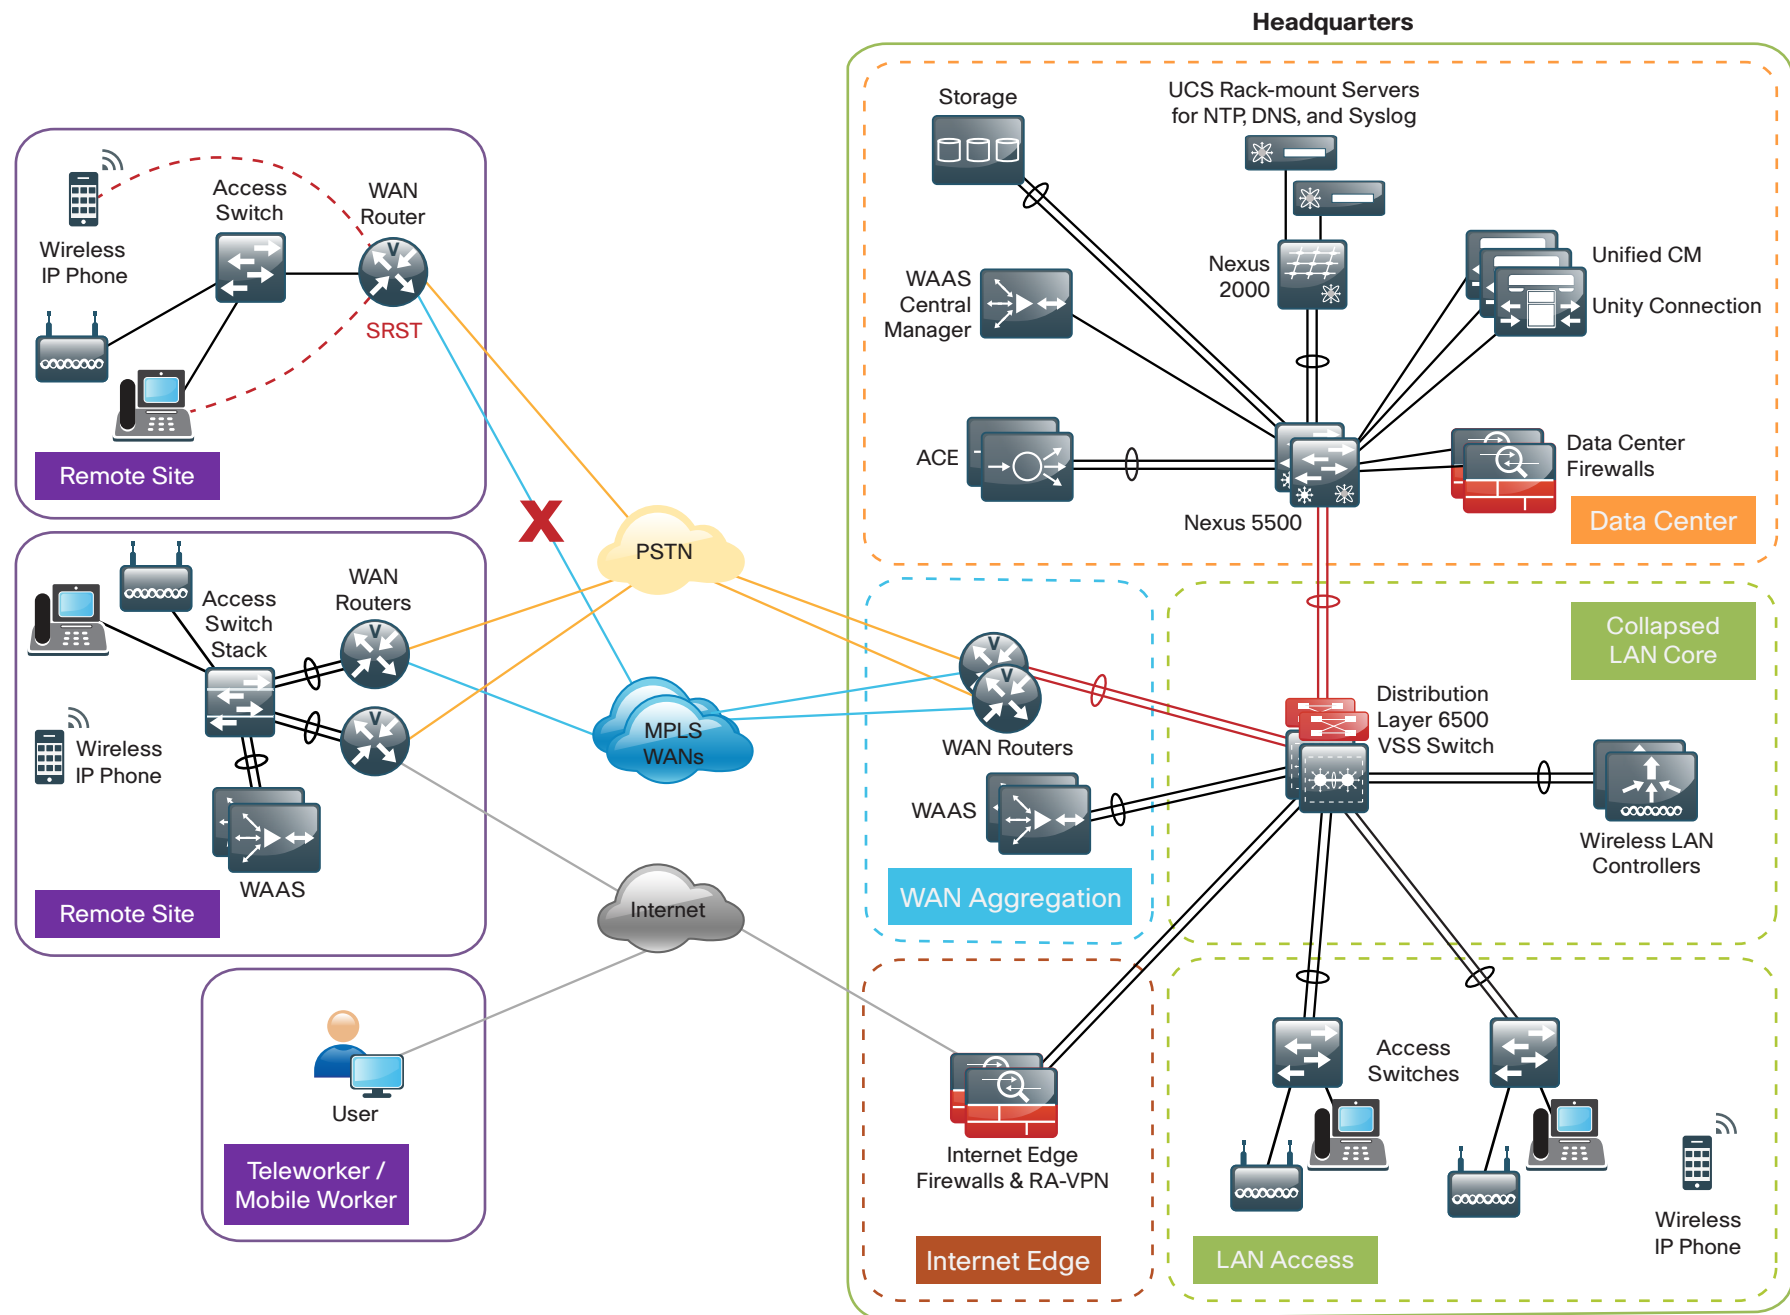 Headquarters
Storage
UCS Rack-mount Servers
for NTP, DNS, and Syslog
Nexus
2000
Unified CM
Unity Connection
WAAS
Central
Manager
ACE
Nexus 5500
Data Center
Firewalls
Data Center
Wireless
IP Phone
Access
Switch
WAN
Router
V
SRST
Remote Site
X
PSTN
Access
Switch
Stack
WAN
Routers
V
V
Wireless
IP Phone
WAAS
Remote Site
MPLS
WANs
V
V
WAN Routers
WAAS
WAN Aggregation
Collapsed
LAN Core
Distribution
Layer 6500
VSS Switch
Wireless LAN
Controllers
Internet
User
Teleworker /
Mobile Worker
Internet Edge
Firewalls & RA-VPN
Internet Edge
Access
Switches
Wireless
IP Phone
LAN Access